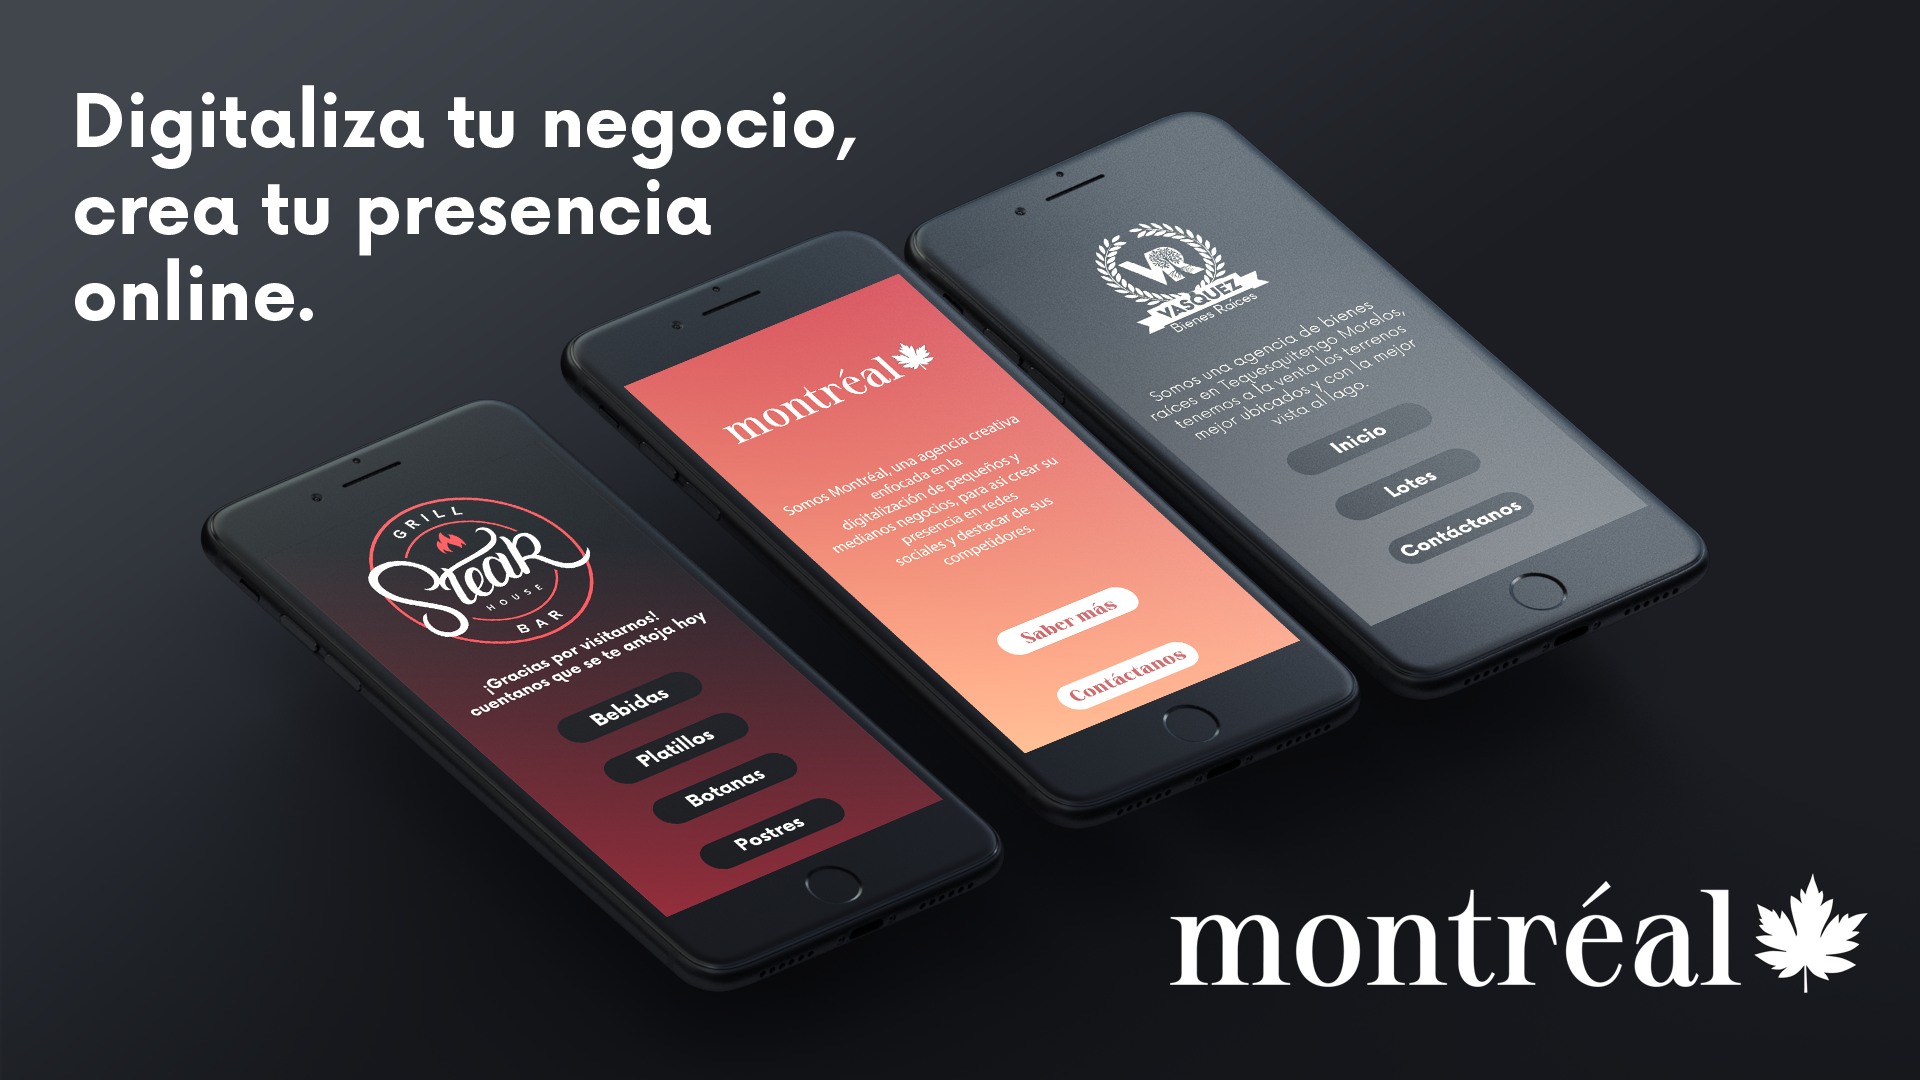 Digitaliza tu negocio,
crea tu presencia
online.
GRILL
Steak
HOUSE
BAR
¡Gracias por visitarnos!
cuentanos que se te antoja hoy
Bebidas
Platillos
Botanas
Postres
montréal
Somos Montréal, una agencia creativa
enfocada en la
digitalización de pequeños y
medianos negocios, para asi crear su
presencia en redes
sociales y destacar de sus
competidores.
Saber más
Contáctanos
VR
VASQUEZ
Bienes Raíces
Somos una agencia de bienes
raíces en Tequesquitengo Morelos,
tenemos a la venta los terrenos
mejor ubicados y con la mejor
vista al lago.
Inicio
Lotes
Contáctanos
montréal